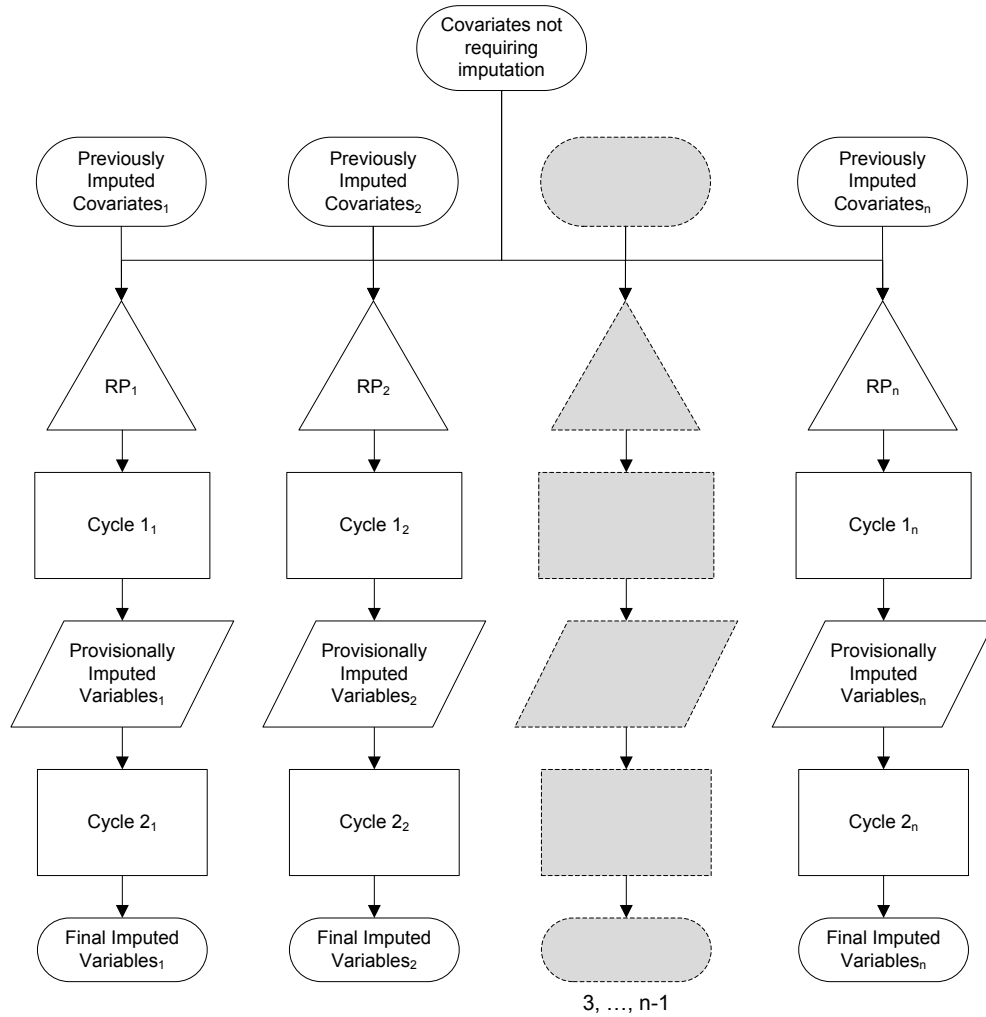 Covariates not
requiring
imputation
Previously
Imputed
Covariates₁
Previously
Imputed
Covariates₂
Previously
Imputed
Covariatesₙ
RP₁
RP₂
RPₙ
Cycle 1₁
Cycle 1₂
Cycle 1ₙ
Provisionally
Imputed
Variables₁
Provisionally
Imputed
Variables₂
Provisionally
Imputed
Variablesₙ
Cycle 2₁
Cycle 2₂
Cycle 2ₙ
Final Imputed
Variables₁
Final Imputed
Variables₂
Final Imputed
Variablesₙ
3, …, n-1